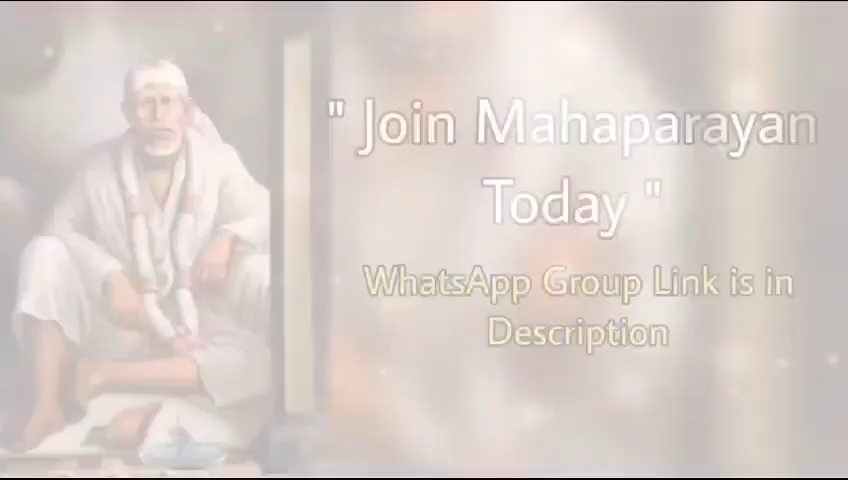 " Join Mahaparayan
Today "
WhatsApp Group Link is in
Description